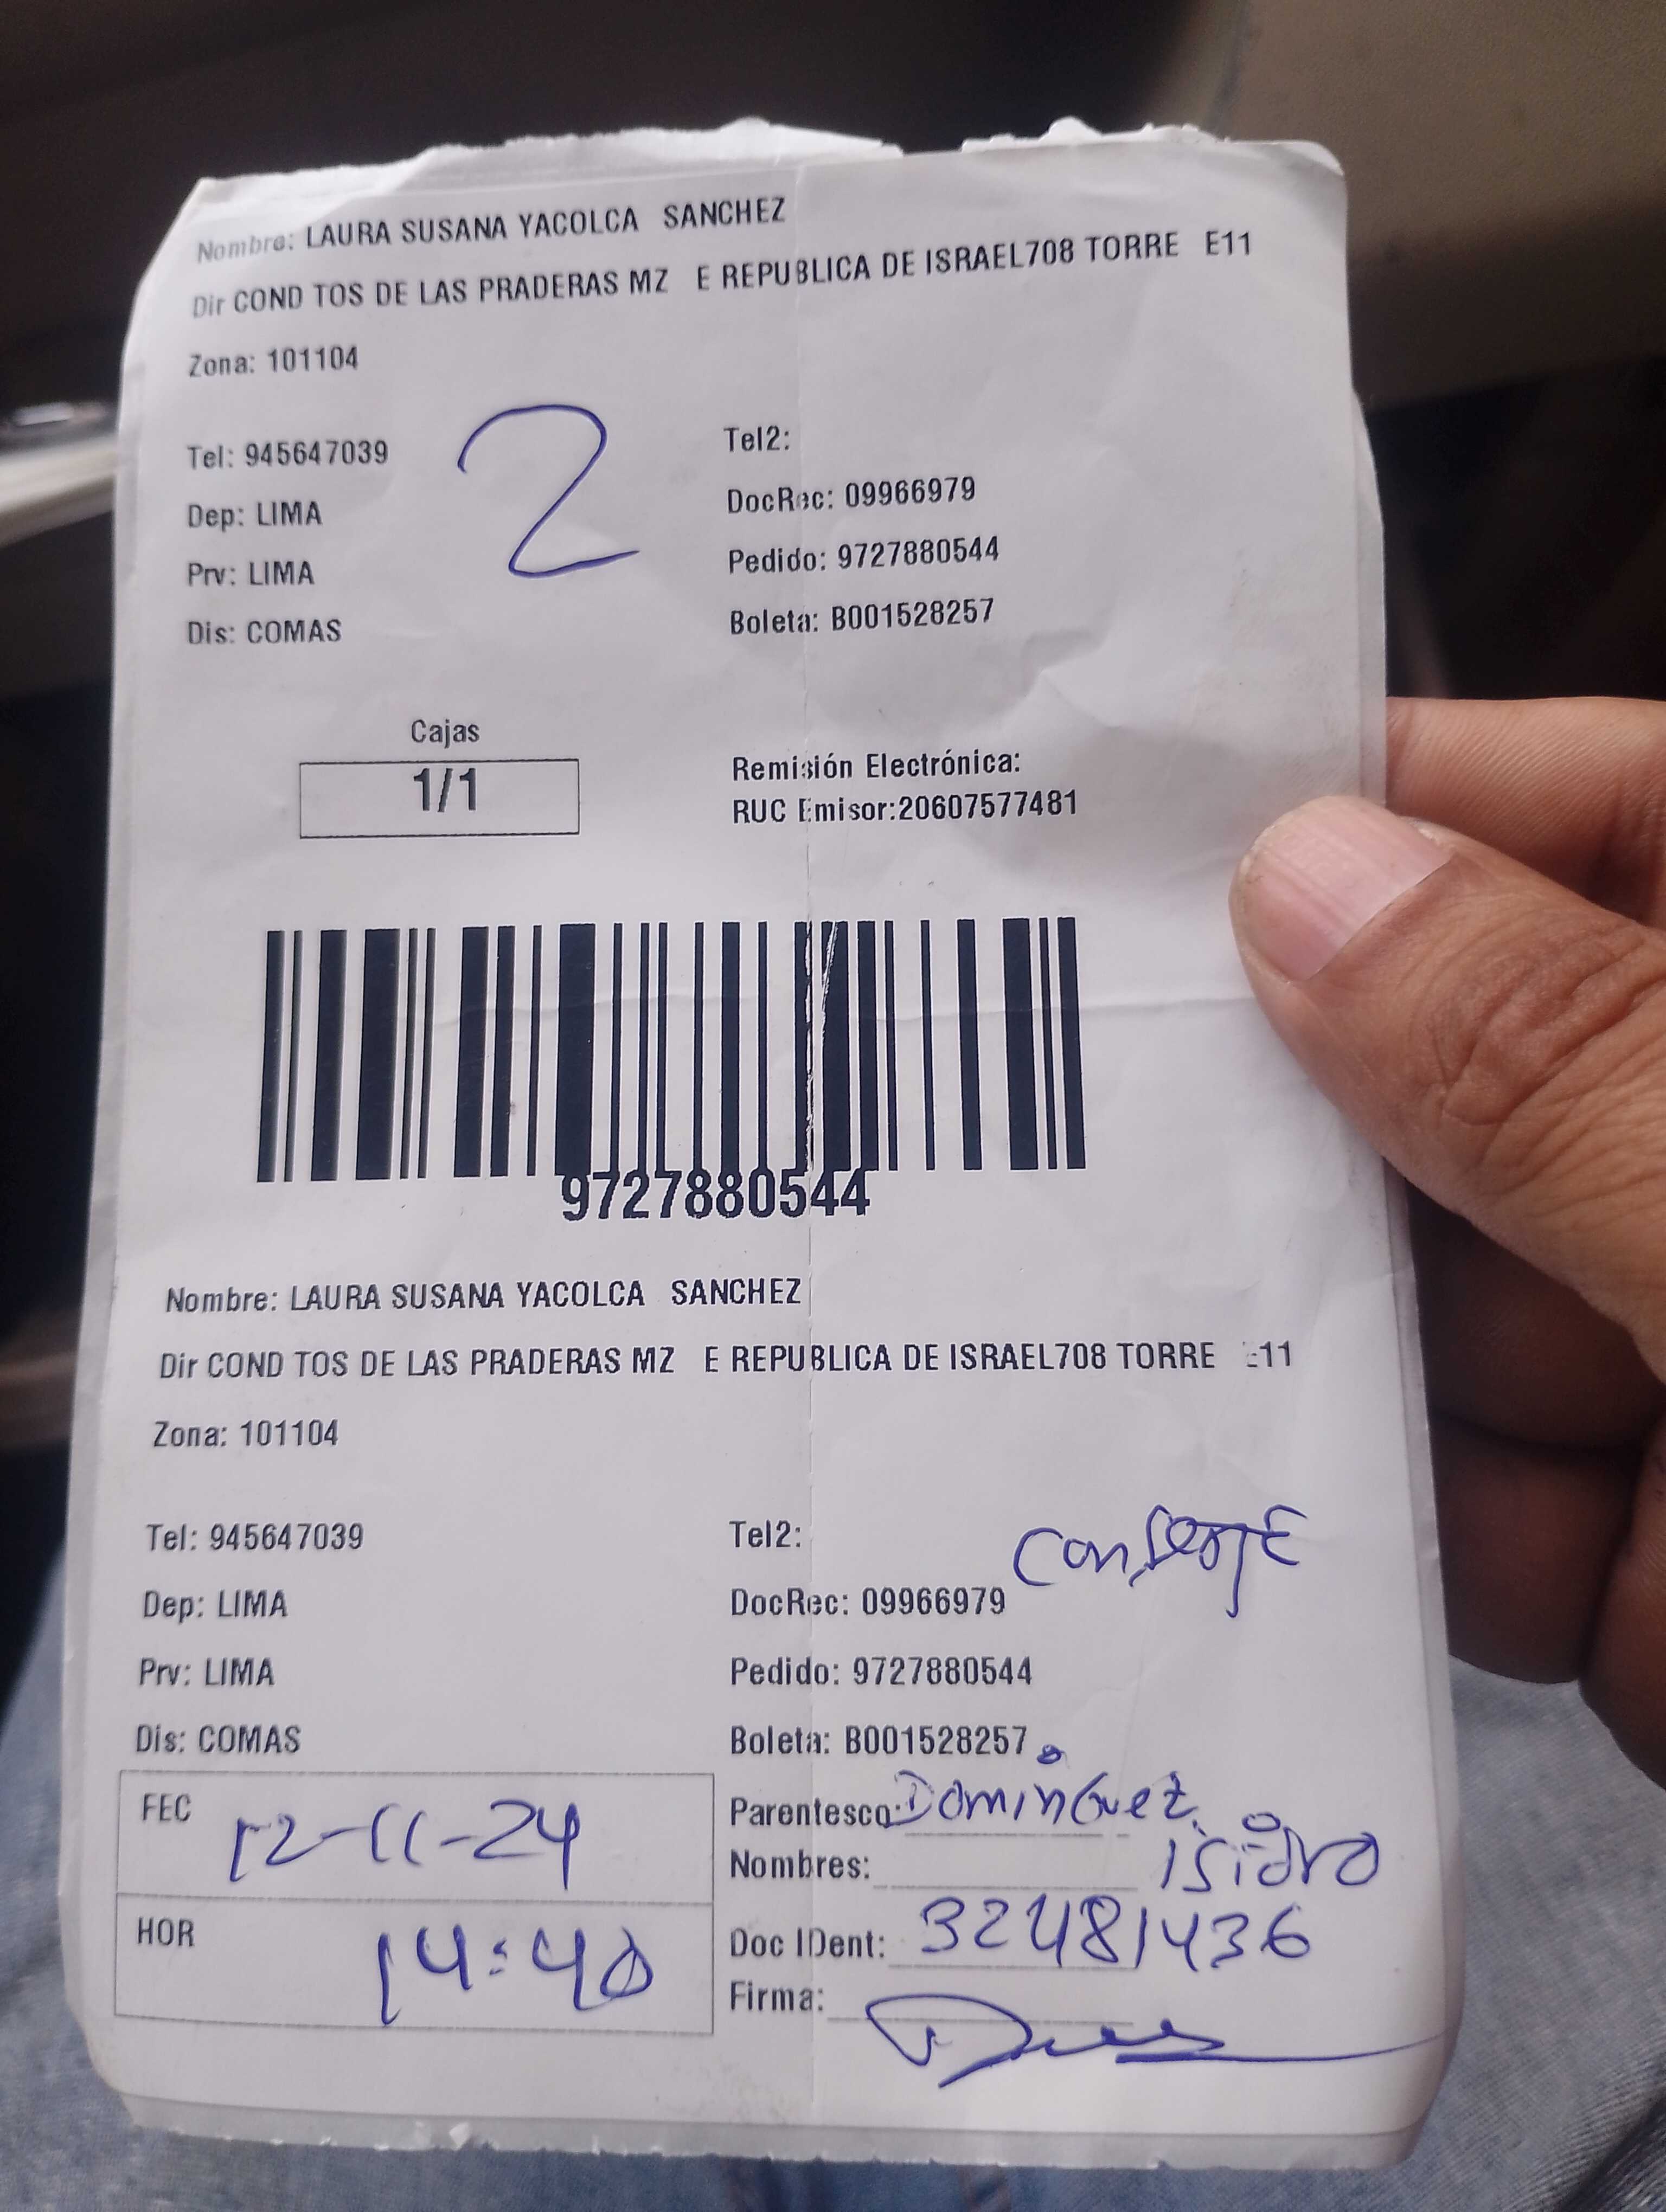 Nombre: LAURA SUSANA YACOLCA SANCHEZ
Dir COND TOS DE LAS PRADERAS MZ E REPUBLICA DE ISRAEL708 TORRE E11
Zona: 101104
2
Tel: 945647039 Tel2:
Dep: LIMA DocRec: 09966979
Prv: LIMA Pedido: 9727880544
Dis: COMAS Boleta: B001528257
Cajas
1/1
Remisión Electrónica:
RUC Emisor:20607577481
9727880544
Nombre: LAURA SUSANA YACOLCA SANCHEZ
Dir COND TOS DE LAS PRADERAS MZ E REPUBLICA DE ISRAEL708 TORRE E11
Zona: 101104
Tel: 945647039 Tel2:
conserje
Dep: LIMA DocRec: 09966979
Prv: LIMA Pedido: 9727880544
Dis: COMAS Boleta: B001528257
FEC 12-11-24
HOR 14:40
Parentesco: Dominguez
Nombres: Isidro
Doc IDent: 32481436
Firma: